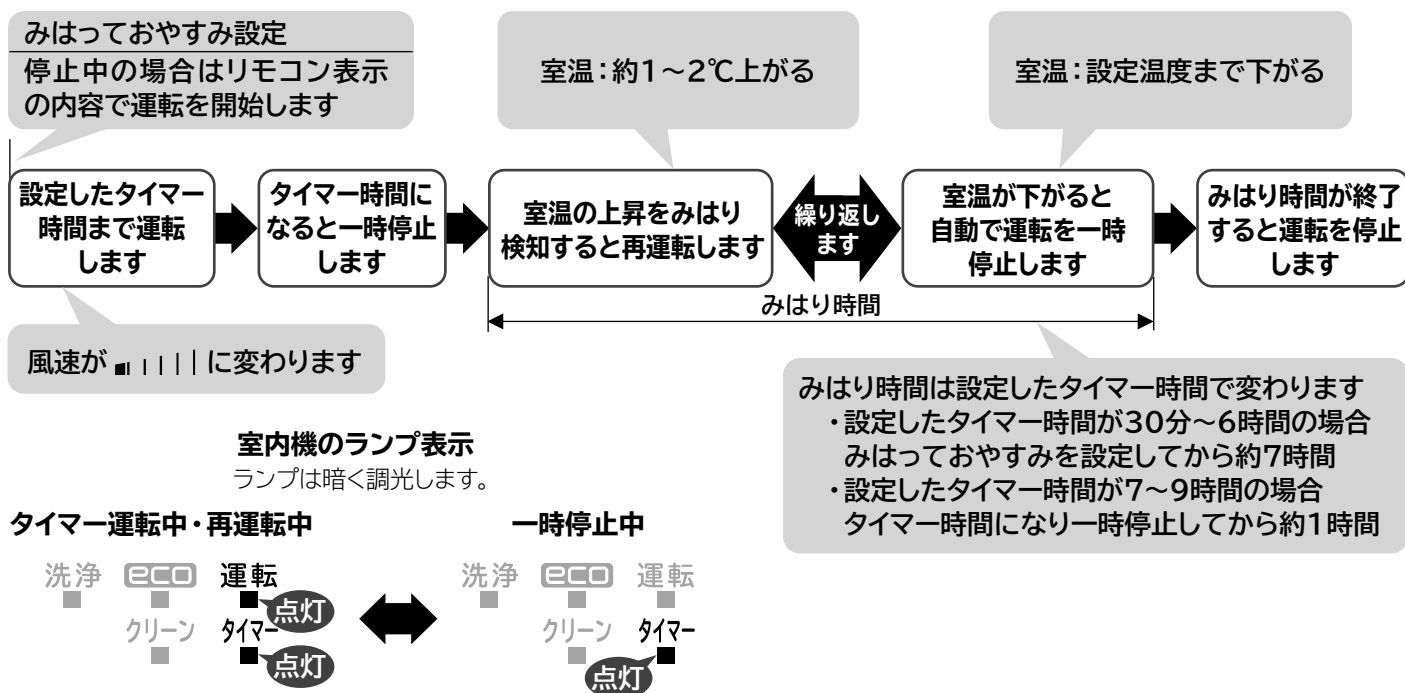 みはっておやすみ設定
停止中の場合はリモコン表示
の内容で運転を開始します
室温：約1～2℃上がる
室温：設定温度まで下がる
設定したタイマー
時間まで運転
します
タイマー時間に
なると一時停止
します
室温の上昇をみはり
検知すると再運転します
繰り返し
ます
室温が下がると
自動で運転を一時
停止します
みはり時間が終了
すると運転を停止
します
みはり時間
風速が に変わります
みはり時間は設定したタイマー時間で変わります
・設定したタイマー時間が30分～6時間の場合
みはっておやすみを設定してから約7時間
・設定したタイマー時間が7～9時間の場合
タイマー時間になり一時停止してから約1時間
室内機のランプ表示
ランプは暗く調光します。
タイマー運転中・再運転中
洗浄 eco 運転
点灯
クリーン タイマー
点灯
一時停止中
洗浄 eco 運転
クリーン タイマー
点灯